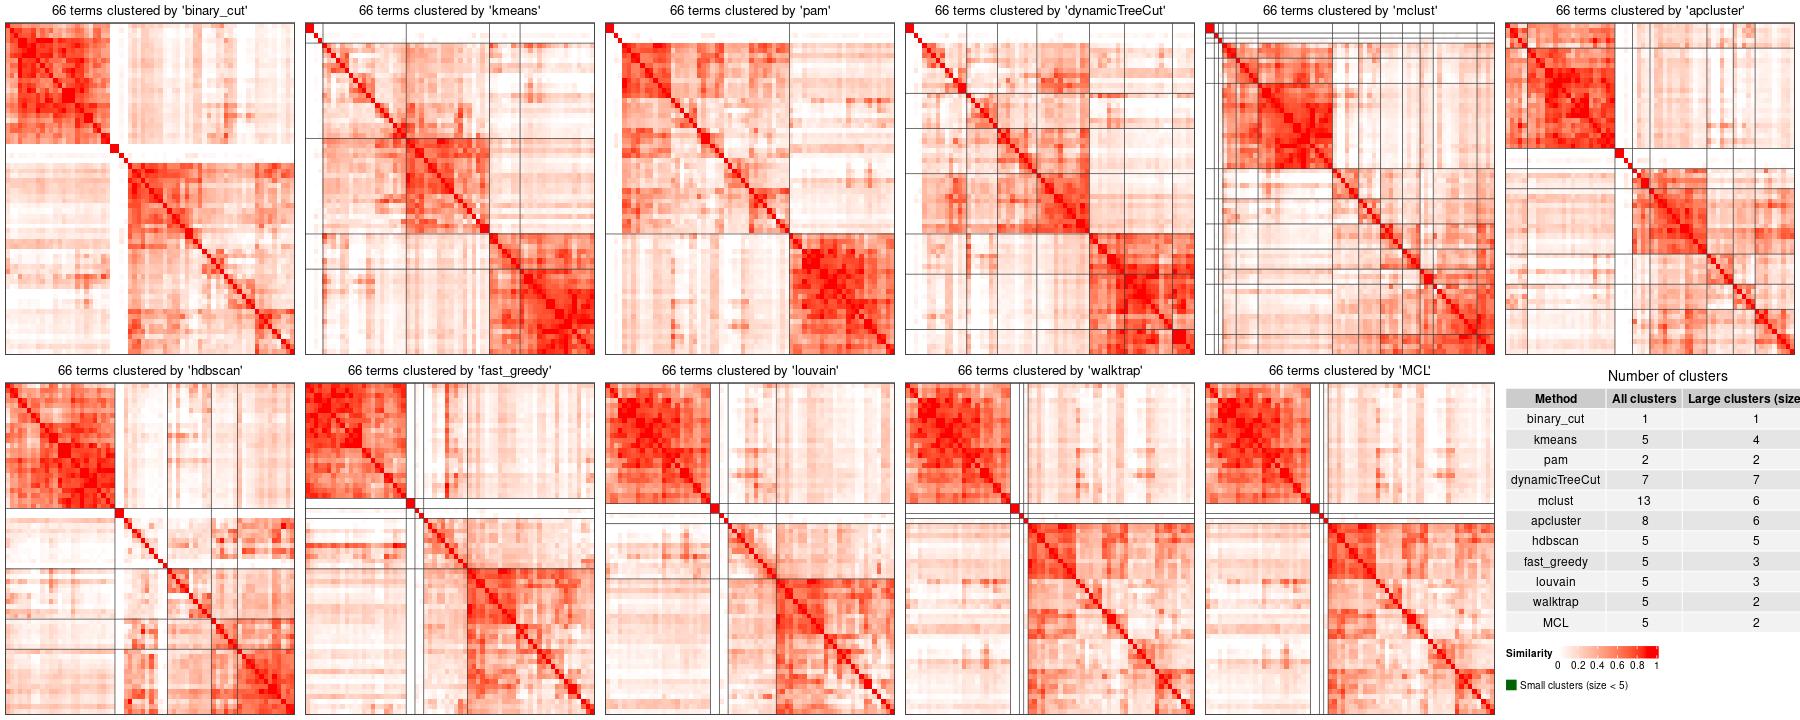 66 terms clustered by 'binary_cut'
66 terms clustered by 'kmeans'
66 terms clustered by 'pam'
66 terms clustered by 'dynamicTreeCut'
66 terms clustered by 'mclust'
66 terms clustered by 'apcluster'
66 terms clustered by 'hdbscan'
66 terms clustered by 'fast_greedy'
66 terms clustered by 'louvain'
66 terms clustered by 'walktrap'
66 terms clustered by 'MCL'
Number of clusters
Method All clusters Large clusters (size
binary_cut 1 1
kmeans 5 4
pam 2 2
dynamicTreeCut 7 7
mclust 13 6
apcluster 8 6
hdbscan 5 5
fast_greedy 5 3
louvain 5 3
walktrap 5 2
MCL 5 2
Similarity
0 0.2 0.4 0.6 0.8 1
Small clusters (size < 5)